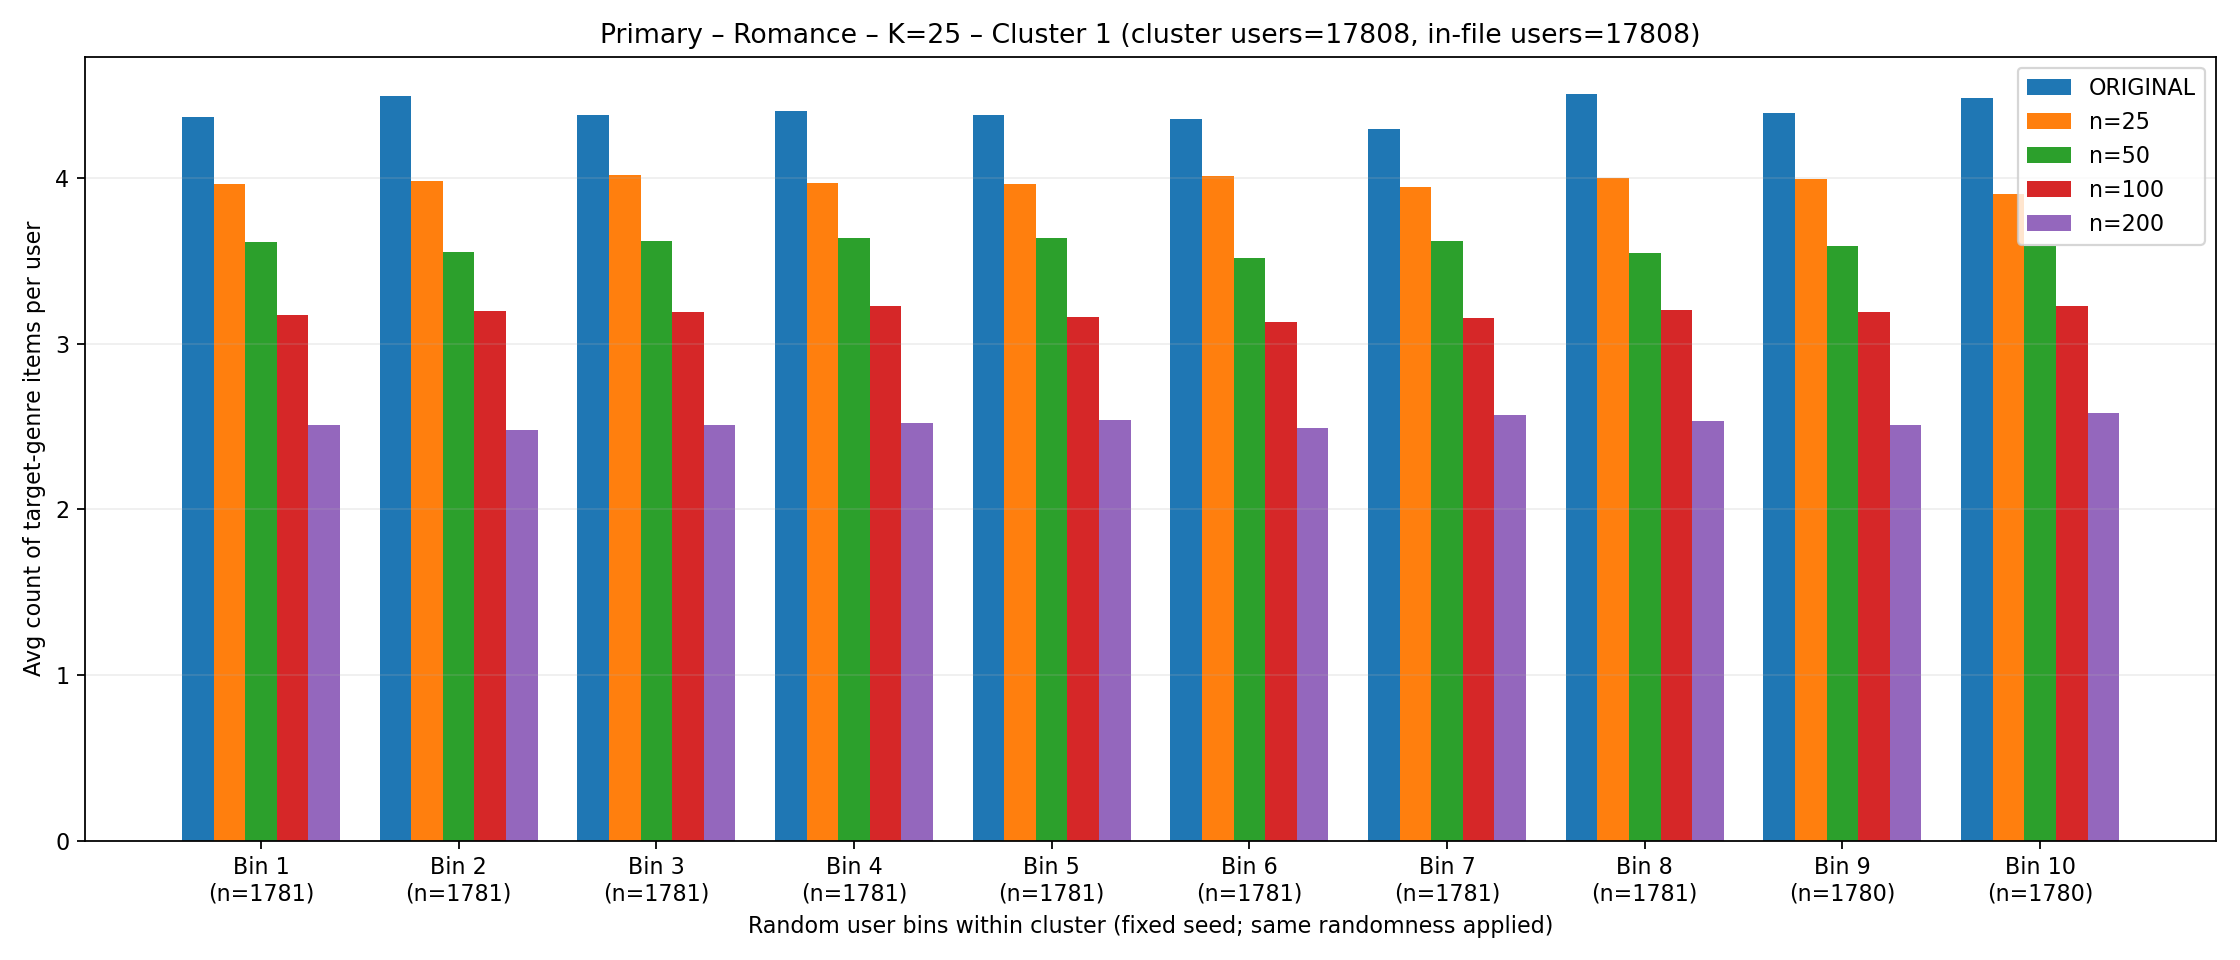 Primary – Romance – K=25 – Cluster 1 (cluster users=17808, in-file users=17808)
Avg count of target-genre items per user
4
3
2
1
0
ORIGINAL
n=25
n=50
n=100
n=200
Bin 1
(n=1781)
Bin 2
(n=1781)
Bin 3
(n=1781)
Bin 4
(n=1781)
Bin 5
(n=1781)
Bin 6
(n=1781)
Bin 7
(n=1781)
Bin 8
(n=1781)
Bin 9
(n=1780)
Bin 10
(n=1780)
Random user bins within cluster (fixed seed; same randomness applied)